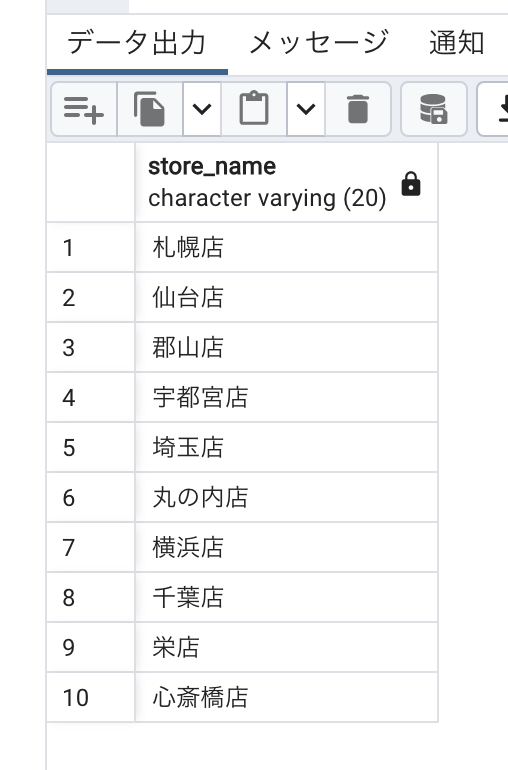 データ出力 メッセージ 通知
store_name
character varying (20)
1 札幌店
2 仙台店
3 郡山店
4 宇都宮店
5 埼玉店
6 丸の内店
7 横浜店
8 千葉店
9 栄店
10 心斎橋店